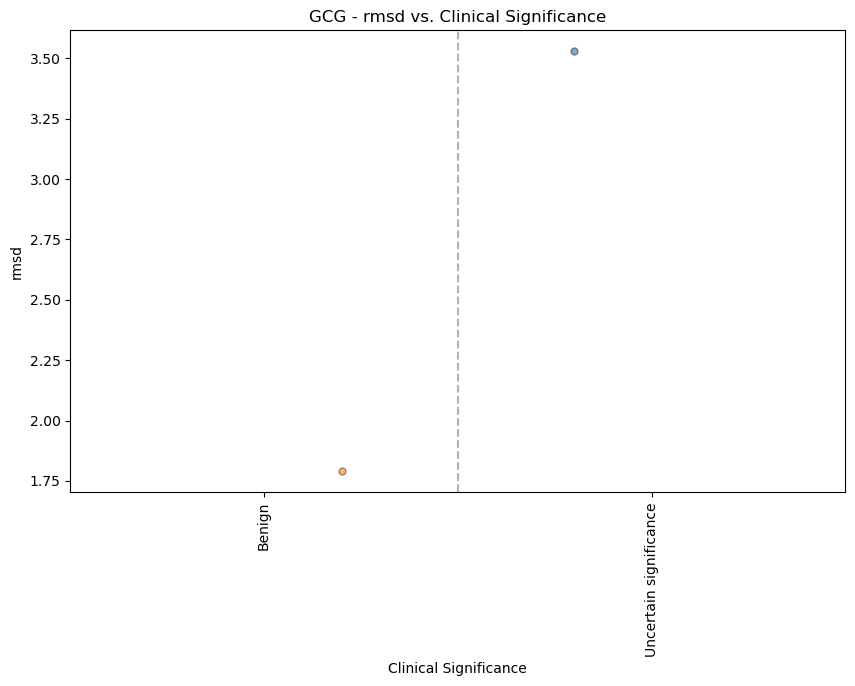 GCG - rmsd vs. Clinical Significance
rmsd
3.50
3.25
3.00
2.75
2.50
2.25
2.00
1.75
Benign
Uncertain significance
Clinical Significance